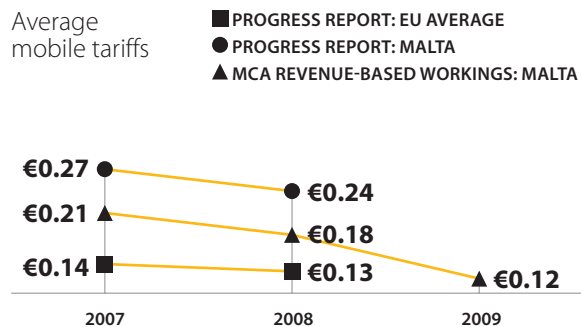 Average
mobile tariffs
PROGRESS REPORT: EU AVERAGE
PROGRESS REPORT: MALTA
MCA REVENUE-BASED WORKINGS: MALTA
€0.27
€0.24
€0.21
€0.18
€0.14
€0.13
€0.12
2007 2008 2009